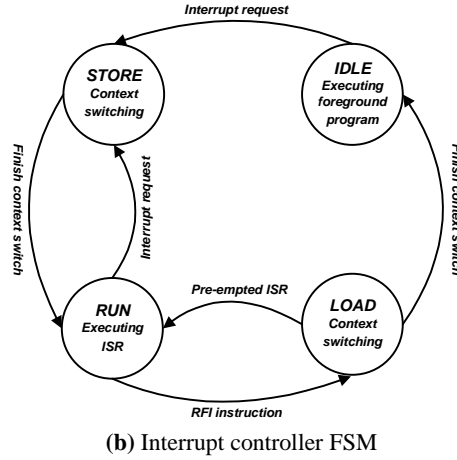 Interrupt request
STORE
Context
switching
IDLE
Executing
foreground
program
Finish context
switch
Interrupt request
Finish context
switch
RUN
Executing
ISR
Pre-empted ISR
LOAD
Context
switching
RFI instruction
(b) Interrupt controller FSM